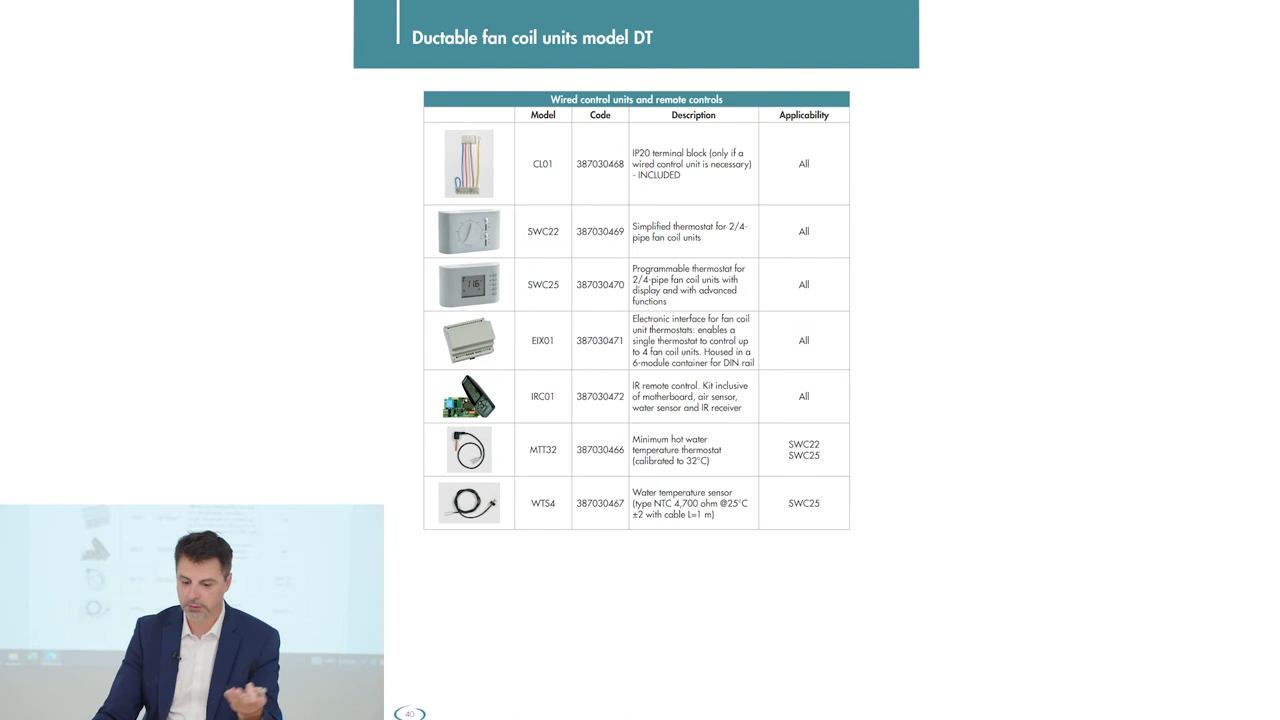 Ductable fan coil units model DT
Wired control units and remote controls
Model Code Description Applicability
CL01 387030468 IP20 terminal block (only if a
wired control unit is necessary)
- INCLUDED
All
SWC22 387030469 Simplified thermostat for 2/4-
pipe fan coil units
All
SWC25 387030470 Programmable thermostat for
2/4-pipe fan coil units with
display and with advanced
functions
All
EIX01 387030471 Electronic interface for fan coil
unit thermostats: enables a
single thermostat to control up
to 4 fan coil units. Housed in a
6-module container for DIN rail
All
IRC01 387030472 IR remote control. Kit inclusive
of motherboard, air sensor,
water sensor and IR receiver
All
MTT32 387030466 Minimum hot water
temperature thermostat
(calibrated to 32°C)
SWC22
SWC25
WTS4 387030467 Water temperature sensor
(type NTC 4,700 ohm @25°C
±2 with cable L=1 m)
SWC25
40